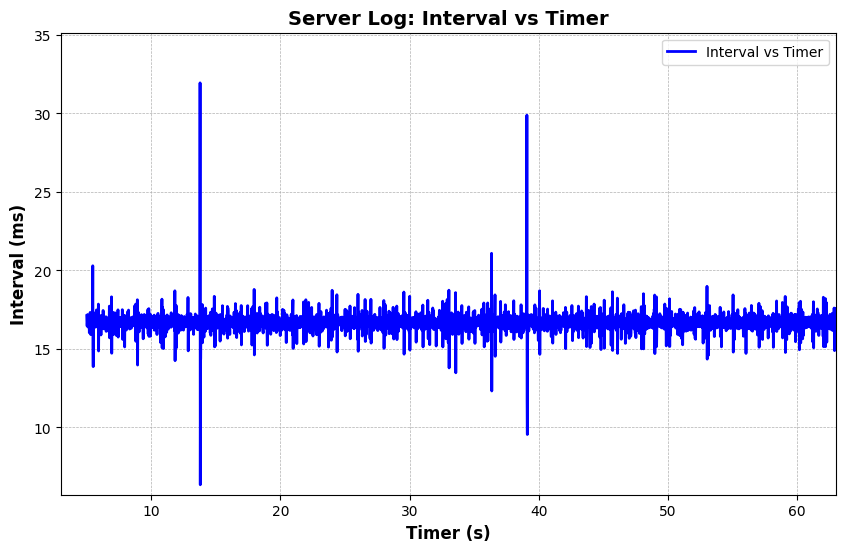 Server Log: Interval vs Timer
Interval vs Timer
35
30
25
20
15
10
Interval (ms)
10 20 30 40 50 60
Timer (s)